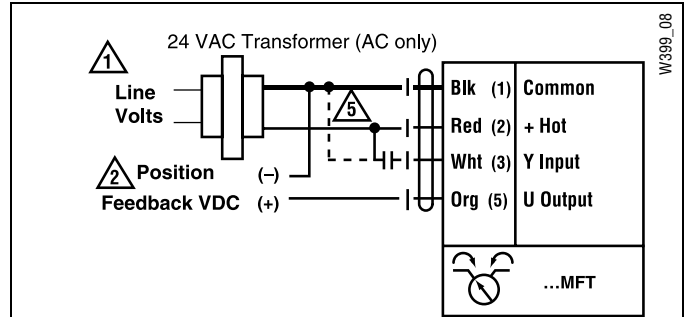 24 VAC Transformer (AC only)
1
Line
Volts
5
2 Position (–)
Feedback VDC (+)
Blk (1) Common
Red (2) + Hot
Wht (3) Y Input
Org (5) U Output
...MFT
W399_08